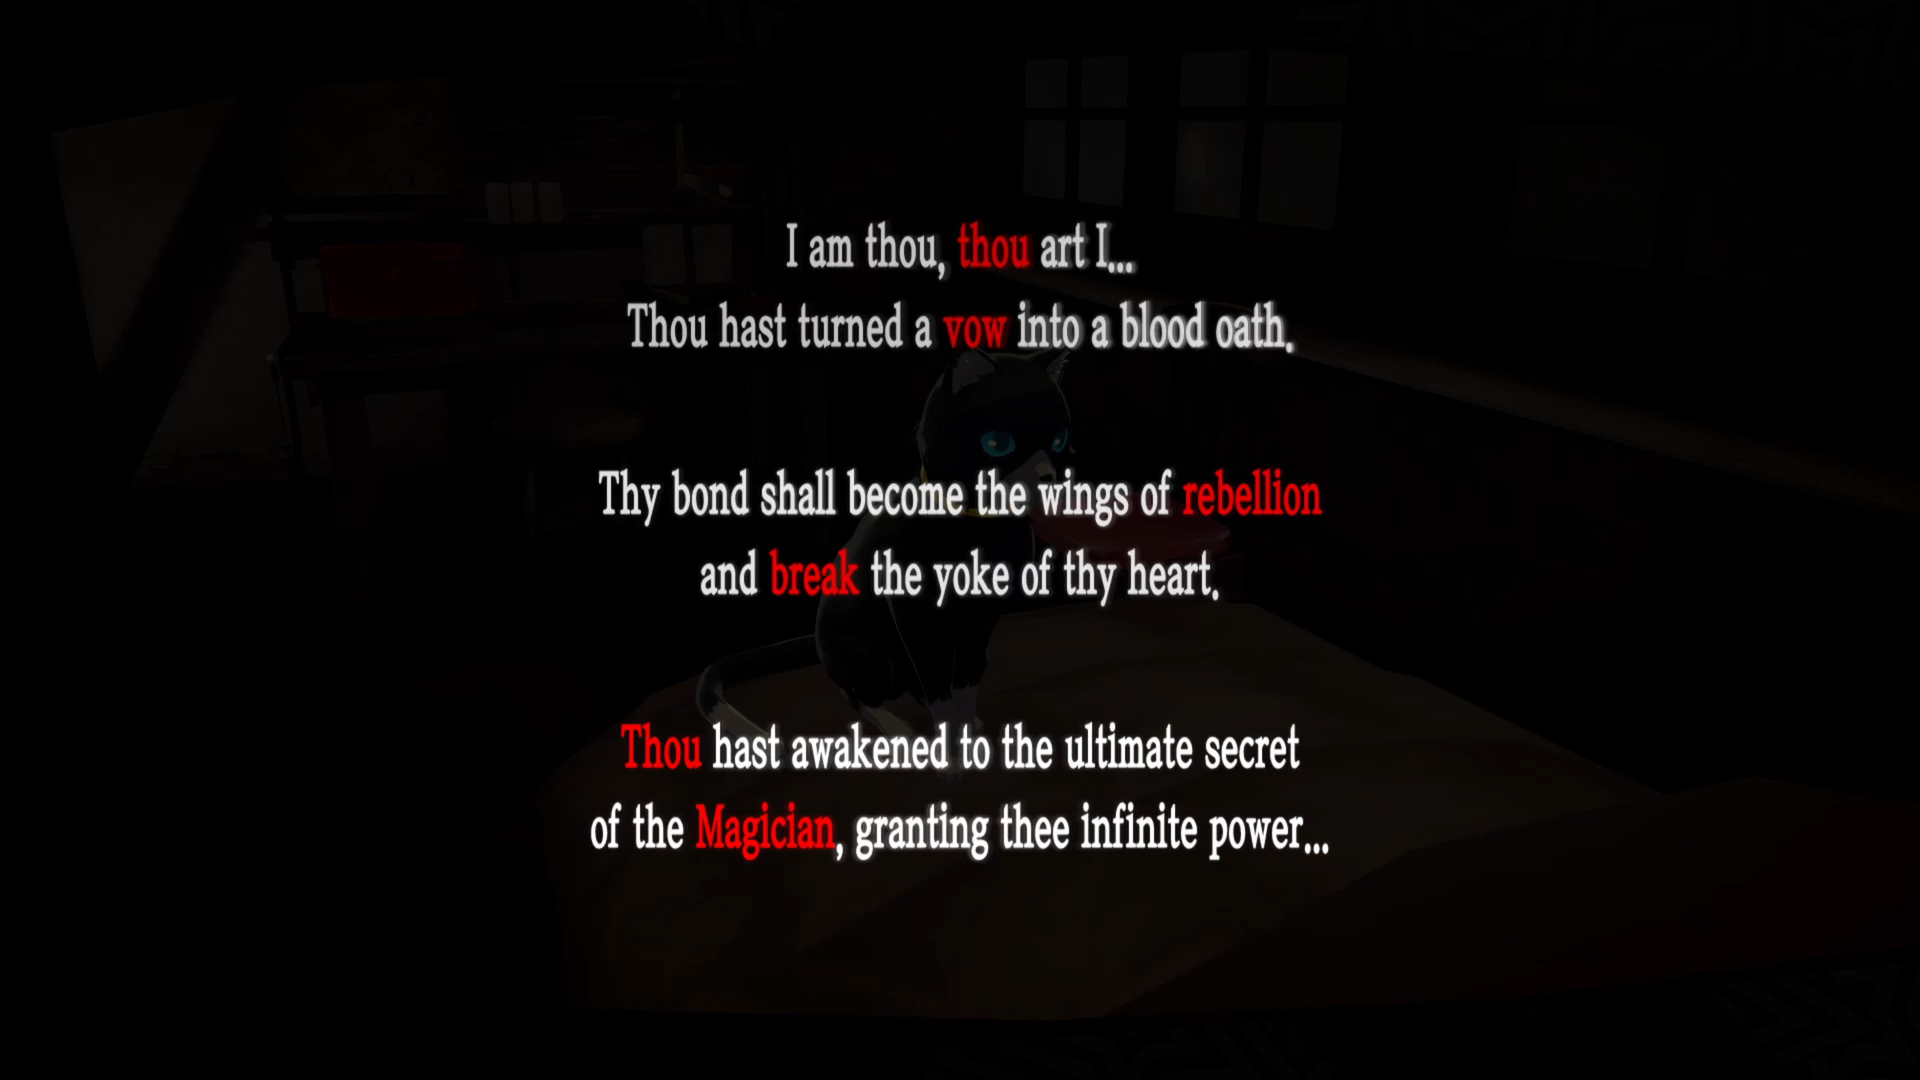 I am thou, thou art I...
Thou hast turned a vow into a blood oath.
Thy bond shall become the wings of rebellion
and break the yoke of thy heart.
Thou hast awakened to the ultimate secret
of the Magician, granting thee infinite power...